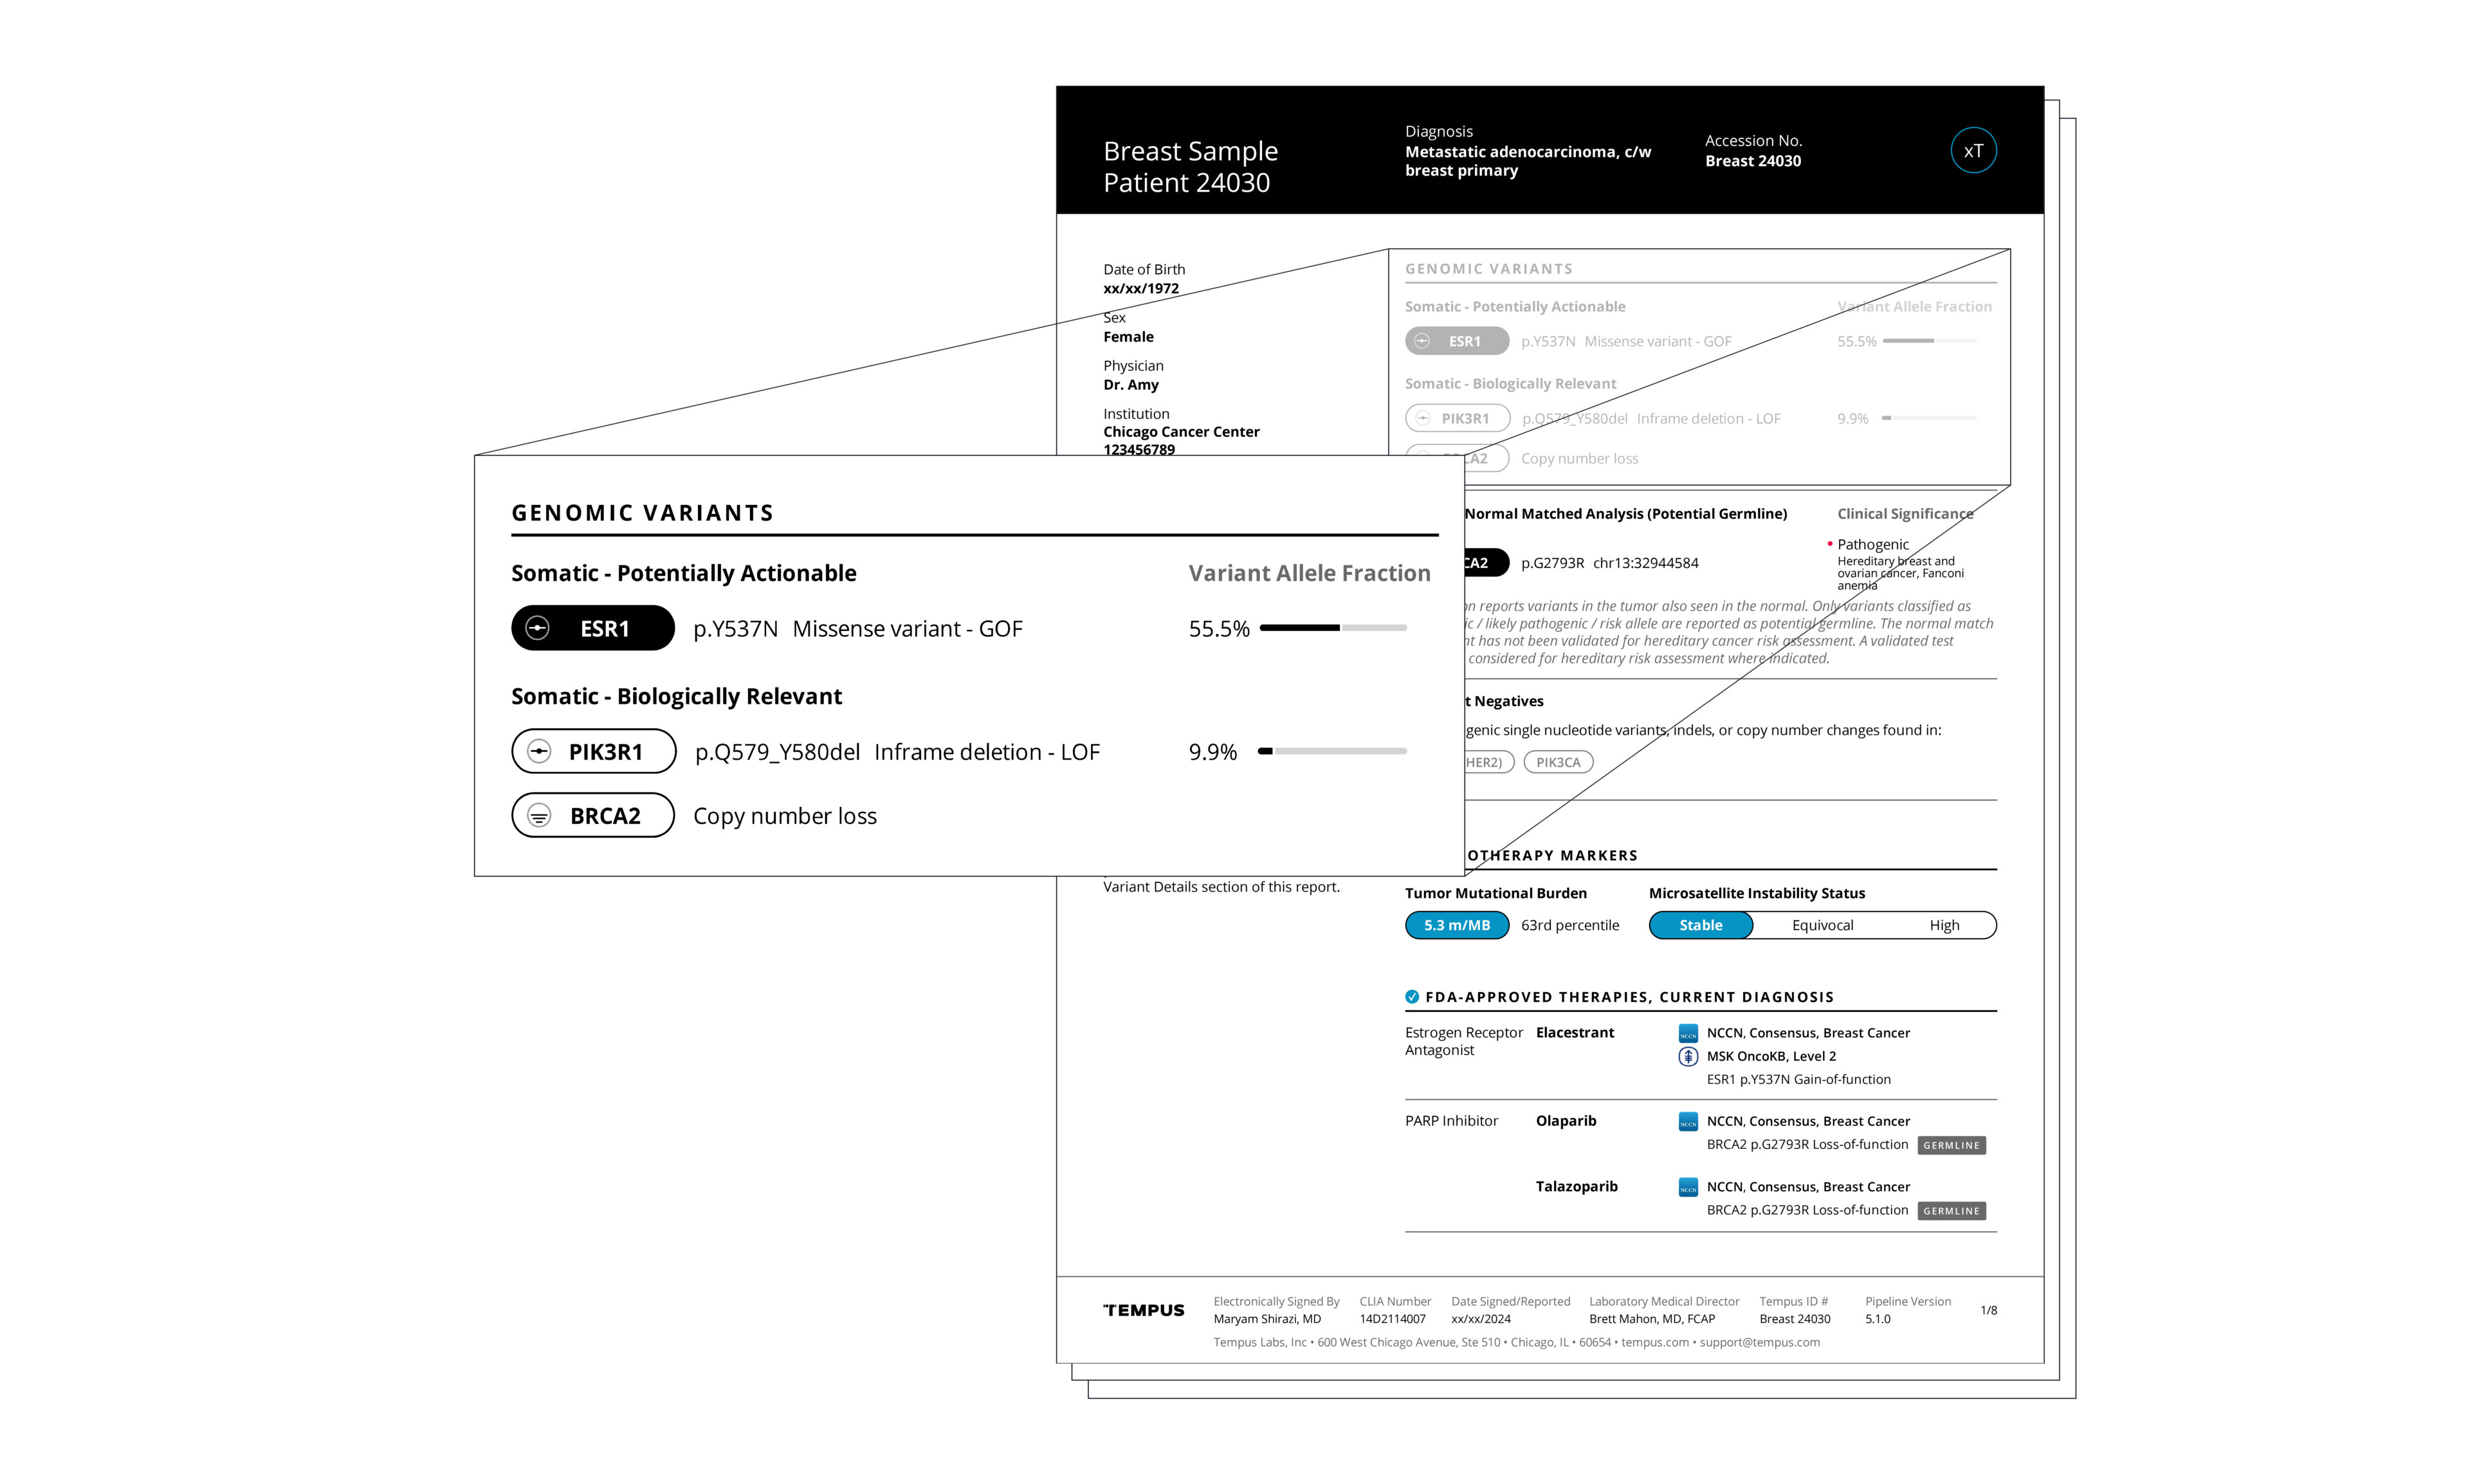 Breast Sample
Patient 24030
Diagnosis
Metastatic adenocarcinoma, c/w
breast primary
Accession No.
Breast 24030
xT
Date of Birth
xx/xx/1972
Sex
Female
Physician
Dr. Amy
Institution
Chicago Cancer Center
123456789
GENOMIC VARIANTS
Somatic - Potentially Actionable Variant Allele Fraction
ESR1 p.Y537N Missense variant - GOF 55.5%
Somatic - Biologically Relevant
PIK3R1 p.Q579_Y580del Inframe deletion - LOF 9.9%
Copy number loss
GENOMIC VARIANTS
Somatic - Potentially Actionable Variant Allele Fraction
ESR1 p.Y537N Missense variant - GOF 55.5%
Somatic - Biologically Relevant
PIK3R1 p.Q579_Y580del Inframe deletion - LOF 9.9%
BRCA2 Copy number loss
Variant Details section of this report.
Normal Matched Analysis (Potential Germline) Clinical Significance
CA2 p.G2793R chr13:32944584
• Pathogenic
Hereditary breast and
ovarian cancer, Fanconi
anemia
reports variants in the tumor also seen in the normal. Only variants classified as
/ likely pathogenic / risk allele are reported as potential germline. The normal match
has not been validated for hereditary cancer risk assessment. A validated test
considered for hereditary risk assessment where indicated.
Negatives
genic single nucleotide variants, indels, or copy number changes found in:
HER2) PIK3CA
OTHERAPY MARKERS
Tumor Mutational Burden Microsatellite Instability Status
5.3 m/MB 63rd percentile Stable Equivocal High
FDA-APPROVED THERAPIES, CURRENT DIAGNOSIS
Estrogen Receptor
Antagonist
Elacestrant
NCCN NCCN, Consensus, Breast Cancer
MSK OncoKB, Level 2
ESR1 p.Y537N Gain-of-function
PARP Inhibitor Olaparib NCCN NCCN, Consensus, Breast Cancer
BRCA2 p.G2793R Loss-of-function GERMLINE
Talazoparib NCCN NCCN, Consensus, Breast Cancer
BRCA2 p.G2793R Loss-of-function GERMLINE
TEMPUS
Electronically Signed By CLIA Number Date Signed/Reported Laboratory Medical Director Tempus ID # Pipeline Version
Maryam Shirazi, MD 14D2114007 xx/xx/2024 Brett Mahon, MD, FCAP Breast 24030 5.1.0
1/8
Tempus Labs, Inc • 600 West Chicago Avenue, Ste 510 • Chicago, IL • 60654 • tempus.com • support@tempus.com